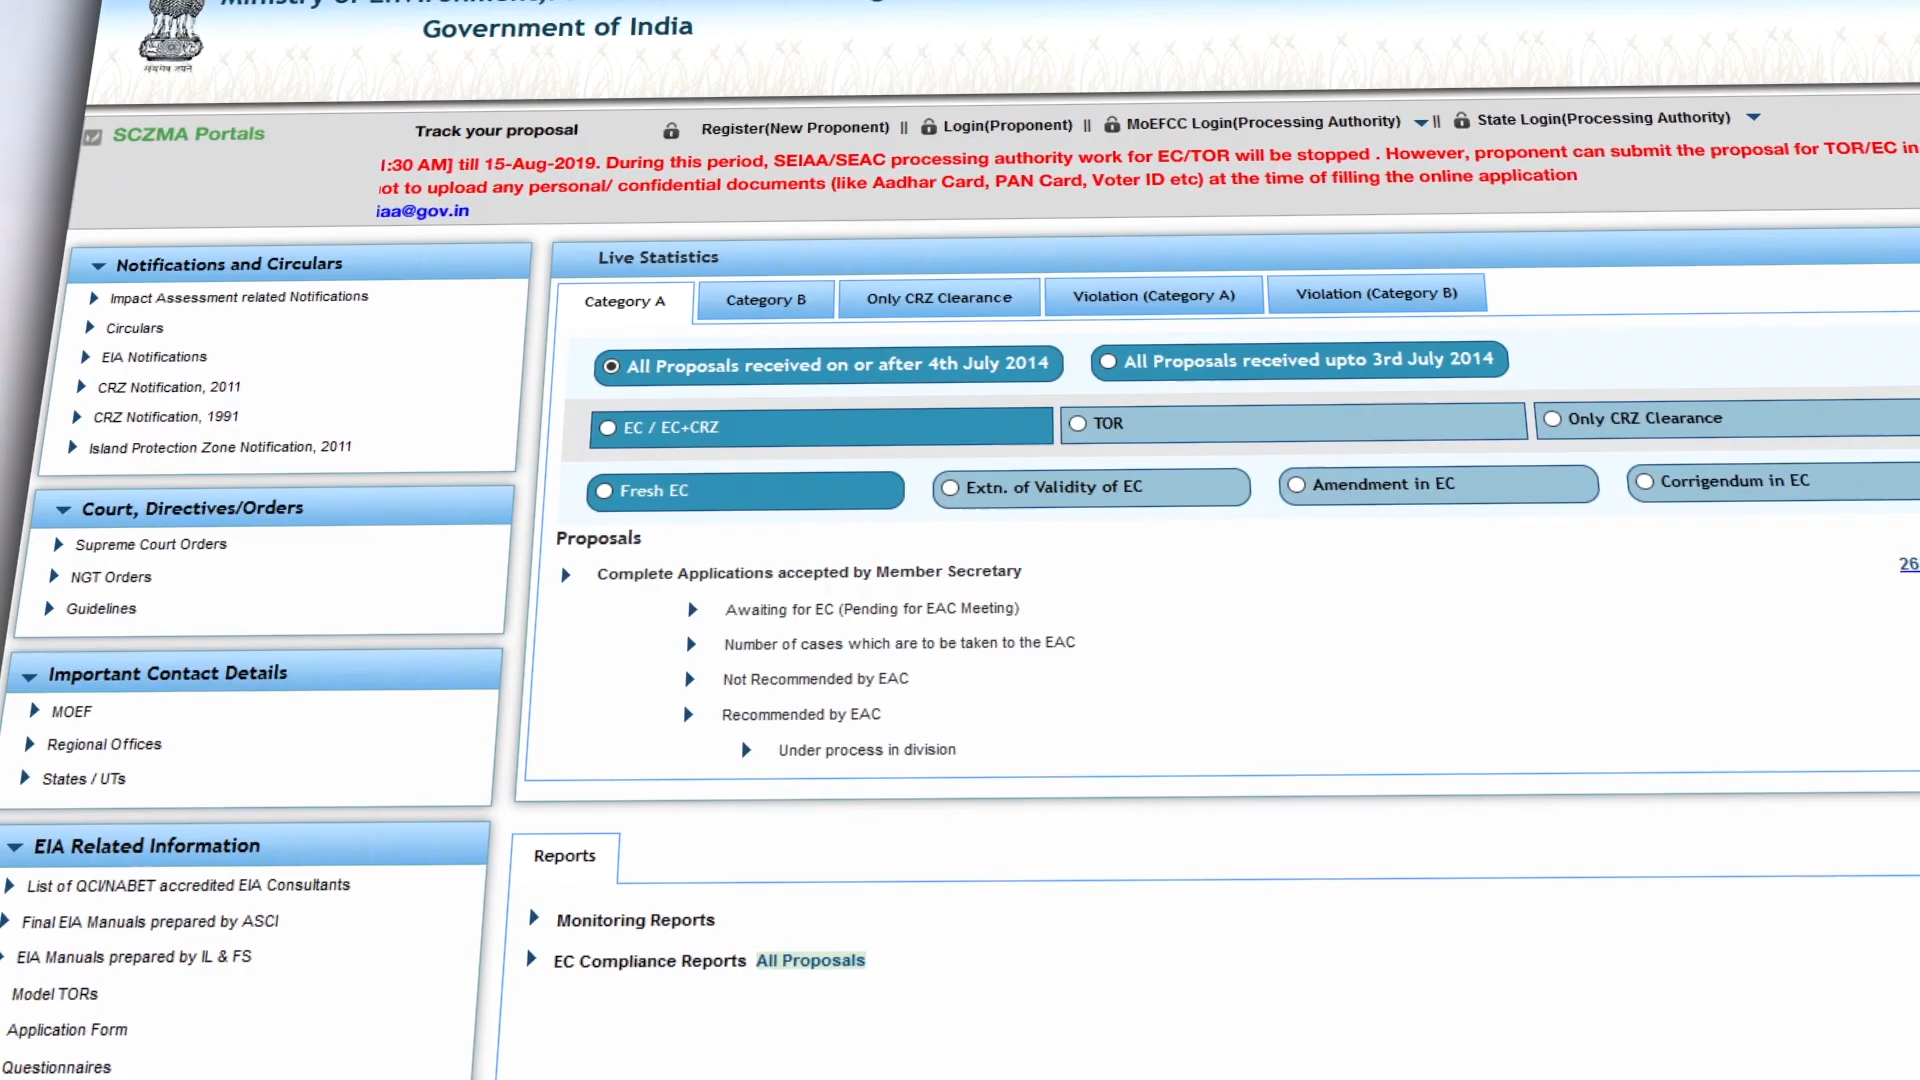 Ministry of Environment,
Government of India
सत्यमेव जयते
SCZMA Portals
Track your proposal
Register(New Proponent) || Login(Proponent) || MoEFCC Login(Processing Authority) || State Login(Processing Authority)
1:30 AM] till 15-Aug-2019. During this period, SEIAA/SEAC processing authority work for EC/TOR will be stopped . However, proponent can submit the proposal for TOR/EC in
ot to upload any personal/ confidential documents (like Aadhar Card, PAN Card, Voter ID etc) at the time of filling the online application
iaa@gov.in
Notifications and Circulars
Impact Assessment related Notifications
Circulars
EIA Notifications
CRZ Notification, 2011
CRZ Notification, 1991
Island Protection Zone Notification, 2011
Court, Directives/Orders
Supreme Court Orders
NGT Orders
Guidelines
Important Contact Details
MOEF
Regional Offices
States / UTs
EIA Related Information
List of QCI/NABET accredited EIA Consultants
Final EIA Manuals prepared by ASCI
EIA Manuals prepared by IL & FS
Model TORs
Application Form
Questionnaires
Live Statistics
Category A
Category B
Only CRZ Clearance
Violation (Category A)
Violation (Category B)
All Proposals received on or after 4th July 2014
All Proposals received upto 3rd July 2014
EC / EC+CRZ
TOR
Only CRZ Clearance
Fresh EC
Extn. of Validity of EC
Amendment in EC
Corrigendum in EC
Proposals
Complete Applications accepted by Member Secretary
26
Awaiting for EC (Pending for EAC Meeting)
Number of cases which are to be taken to the EAC
Not Recommended by EAC
Recommended by EAC
Under process in division
Reports
Monitoring Reports
EC Compliance Reports All Proposals